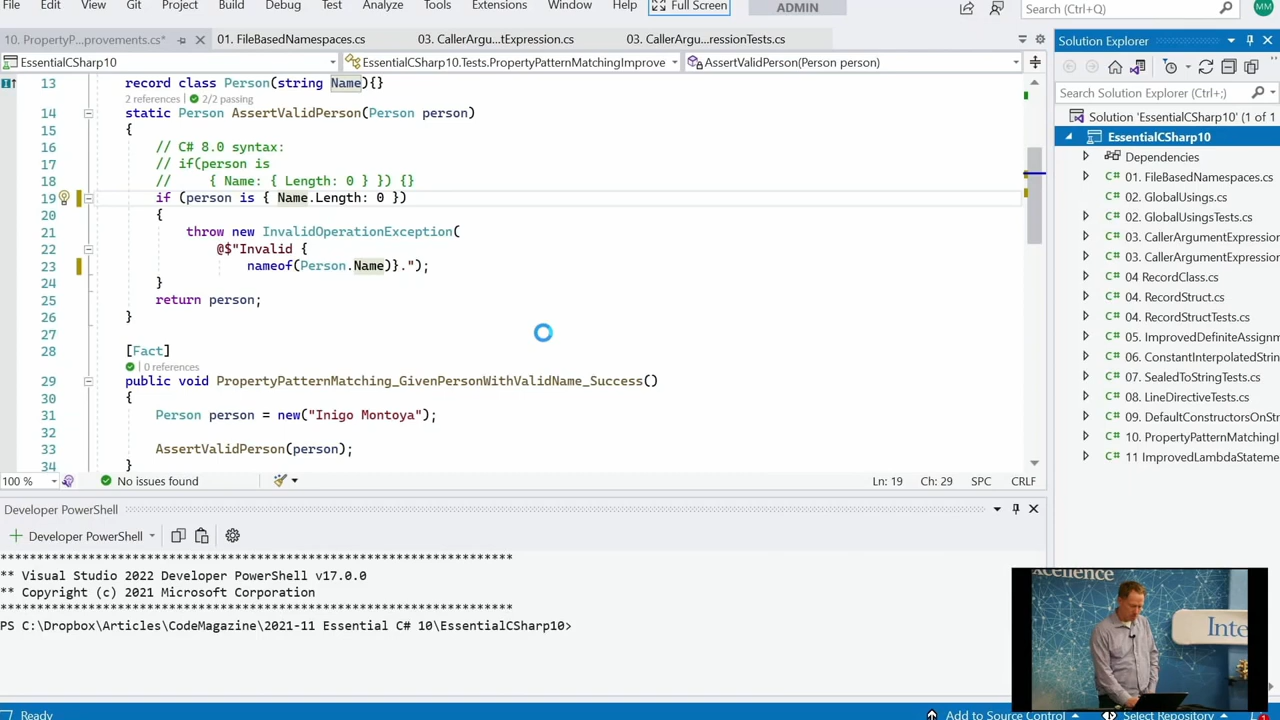 File Edit View Git Project Build Debug Test Analyze Tools Extensions Window Help Full Screen ADMIN Search (Ctrl+Q) MM
10. PropertyP...provements.cs* 01. FileBasedNamespaces.cs 03. CallerArgu...tExpression.cs 03. CallerArgu...ressionTests.cs
EssentialCSharp10 EssentialCSharp10.Tests.PropertyPatternMatchingImprove AssertValidPerson(Person person)
13 record class Person(string Name){}
2 references | 2/2 passing
14 static Person AssertValidPerson(Person person)
15 {
16 // C# 8.0 syntax:
17 // if(person is
18 // { Name: { Length: 0 } }) {}
19 if (person is { Name.Length: 0 })
20 {
21 throw new InvalidOperationException(
22 @$"Invalid {
23 nameof(Person.Name)}.");
24 }
25 return person;
26 }
27
28 [Fact]
| 0 references
29 public void PropertyPatternMatching_GivenPersonWithValidName_Success()
30 {
31 Person person = new("Inigo Montoya");
32
33 AssertValidPerson(person);
34 }
100 % No issues found Ln: 19 Ch: 29 SPC CRLF
Developer PowerShell
Developer PowerShell
******************************************************************
** Visual Studio 2022 Developer PowerShell v17.0.0
** Copyright (c) 2021 Microsoft Corporation
******************************************************************
PS C:\Dropbox\Articles\CodeMagazine\2021-11 Essential C# 10\EssentialCSharp10>
Ready Add to Source Control Select Repository
Solution Explorer
Search Solution Explorer (Ctrl+;)
Solution 'EssentialCSharp10' (1 of 1
EssentialCSharp10
Dependencies
C# 01. FileBasedNamespaces.cs
C# 02. GlobalUsings.cs
C# 02. GlobalUsingsTests.cs
C# 03. CallerArgumentExpression
C# 03. CallerArgumentExpression
C# 04 RecordClass.cs
C# 04. RecordStruct.cs
C# 04. RecordStructTests.cs
C# 05. ImprovedDefiniteAssignm
C# 06. ConstantInterpolatedStrin
C# 07. SealedToStringTests.cs
C# 08. LineDirectiveTests.cs
C# 09. DefaultConstructorsOnStr
C# 10. PropertyPatternMatchingI
C# 11 ImprovedLambdaStateme
xcellence
Inte